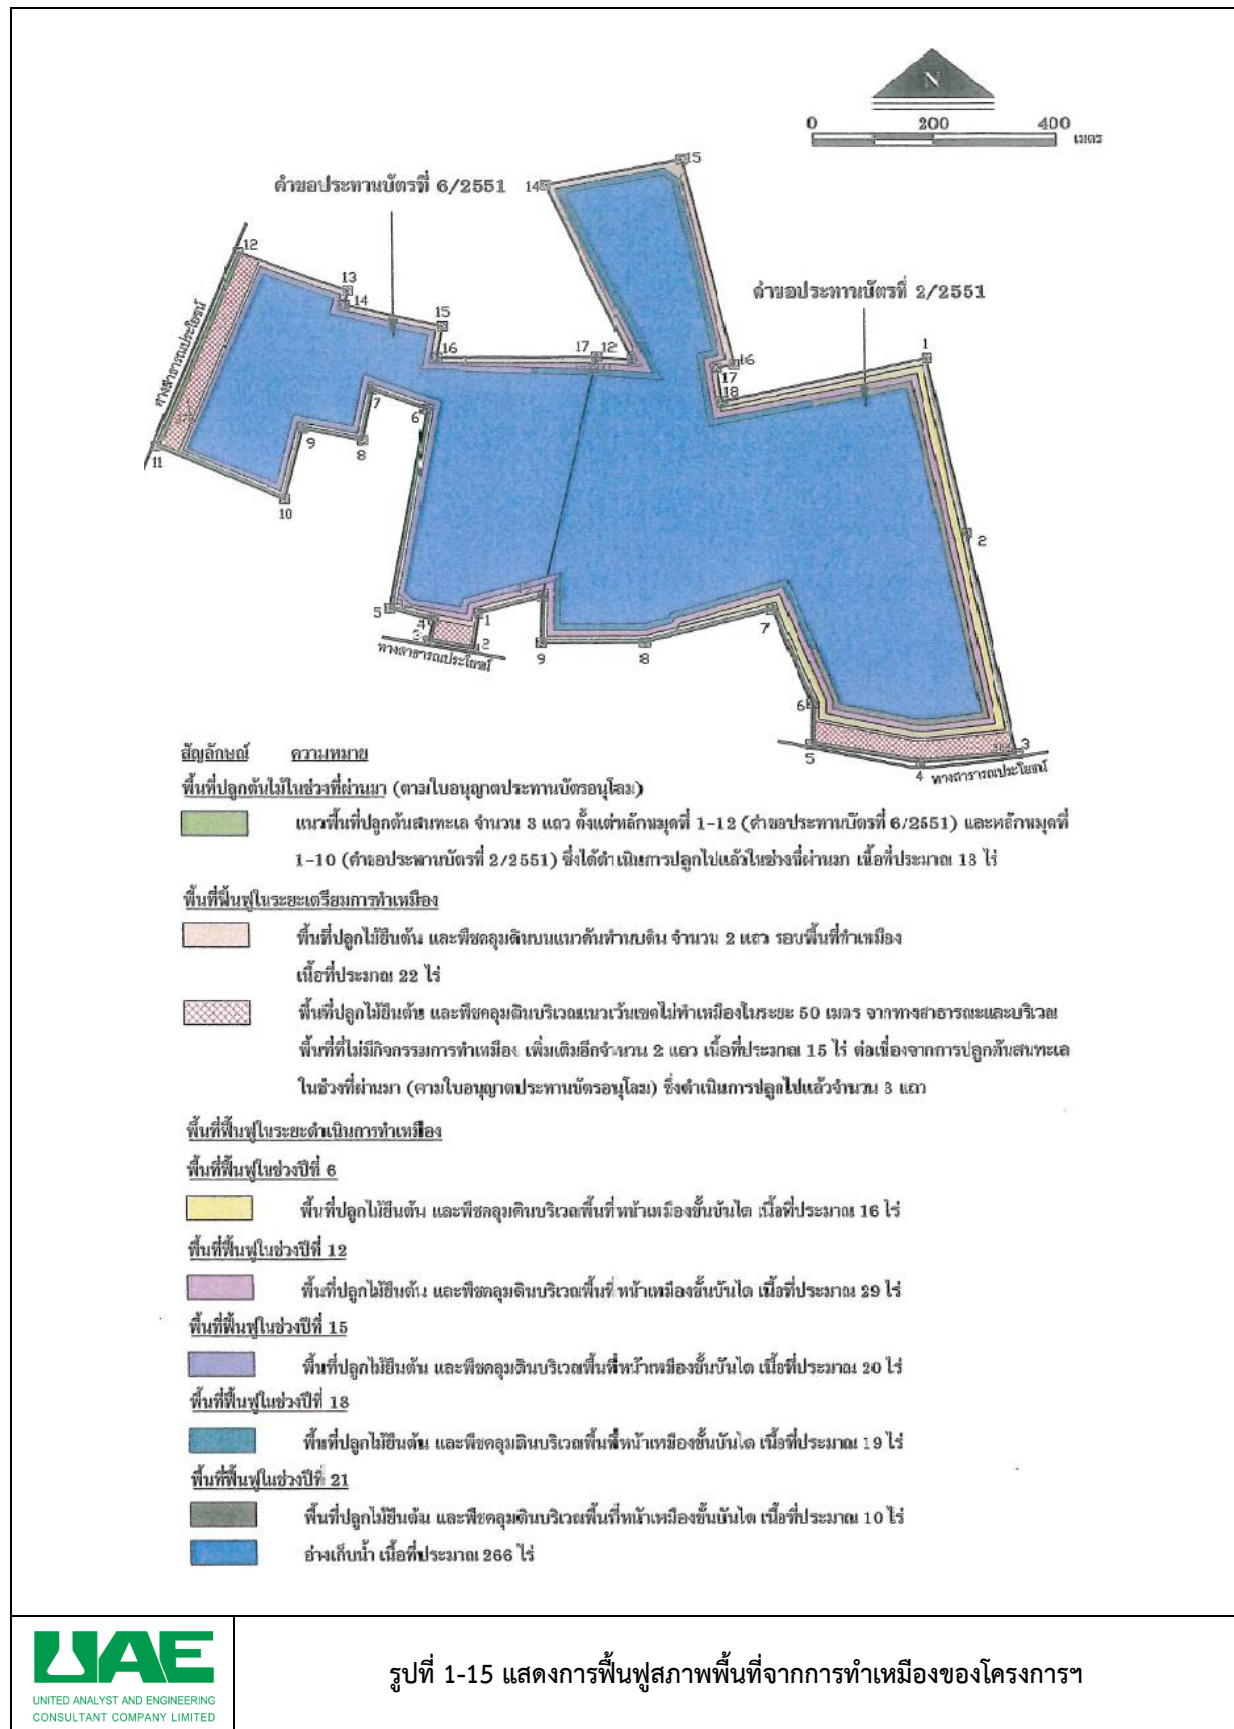 N
0 200 400
เมตร
คำขอประทานบัตรที่ 6/2551
14
15
12
13
14
15
16
17 12
คำขอประทานบัตรที่ 2/2551
16
17
18
1
ทางสาธารณประโยชน์
7
6
9
8
11
10
2
5
4
3
1
2
ทางสาธารณประโยชน์
9
8
7
6
5
4
3
ทางสาธารณประโยชน์
สัญลักษณ์ ความหมาย
พื้นที่ปลูกต้นไม้ในช่วงที่ผ่านมา (ตามใบอนุญาตประทานบัตรอนุโลม)
แนวพื้นที่ปลูกต้นสนทะเล จำนวน 3 แถว ตั้งแต่หลักหมุดที่ 1-12 (คำขอประทานบัตรที่ 6/2551) และหลักหมุดที่
1-10 (คำขอประทานบัตรที่ 2/2551) ซึ่งได้ดำเนินการปลูกไปแล้วในช่วงที่ผ่านมา เนื้อที่ประมาณ 13 ไร่
พื้นที่ฟื้นฟูในระยะเตรียมการทำเหมือง
พื้นที่ปลูกไม้ยืนต้น และพืชคลุมดินบนแนวคันทำนบดิน จำนวน 2 แถว รอบพื้นที่ทำเหมือง
เนื้อที่ประมาณ 22 ไร่
พื้นที่ปลูกไม้ยืนต้น และพืชคลุมดินบริเวณแนวเว้นเขตไม่ทำเหมืองในระยะ 50 เมตร จากทางสาธารณะและบริเวณ
พื้นที่ที่ไม่มีกิจกรรมการทำเหมือง เพิ่มเติมอีกจำนวน 2 แถว เนื้อที่ประมาณ 15 ไร่ ต่อเนื่องจากการปลูกต้นสนทะเล
ในช่วงที่ผ่านมา (ตามใบอนุญาตประทานบัตรอนุโลม) ซึ่งดำเนินการปลูกไปแล้วจำนวน 3 แถว
พื้นที่ฟื้นฟูในระยะดำเนินการทำเหมือง
พื้นที่ฟื้นฟูในช่วงปีที่ 6
พื้นที่ปลูกไม้ยืนต้น และพืชคลุมดินบริเวณพื้นที่หน้าเหมืองขั้นบันได เนื้อที่ประมาณ 16 ไร่
พื้นที่ฟื้นฟูในช่วงปีที่ 12
พื้นที่ปลูกไม้ยืนต้น และพืชคลุมดินบริเวณพื้นที่หน้าเหมืองขั้นบันได เนื้อที่ประมาณ 29 ไร่
พื้นที่ฟื้นฟูในช่วงปีที่ 15
พื้นที่ปลูกไม้ยืนต้น และพืชคลุมดินบริเวณพื้นที่หน้าเหมืองขั้นบันได เนื้อที่ประมาณ 20 ไร่
พื้นที่ฟื้นฟูในช่วงปีที่ 18
พื้นที่ปลูกไม้ยืนต้น และพืชคลุมดินบริเวณพื้นที่หน้าเหมืองขั้นบันได เนื้อที่ประมาณ 19 ไร่
พื้นที่ฟื้นฟูในช่วงปีที่ 21
พื้นที่ปลูกไม้ยืนต้น และพืชคลุมดินบริเวณพื้นที่หน้าเหมืองขั้นบันได เนื้อที่ประมาณ 10 ไร่
อ่างเก็บน้ำ เนื้อที่ประมาณ 266 ไร่
UAE
UNITED ANALYST AND ENGINEERING
CONSULTANT COMPANY LIMITED
รูปที่ 1-15 แสดงการฟื้นฟูสภาพพื้นที่จากการทำเหมืองของโครงการฯ